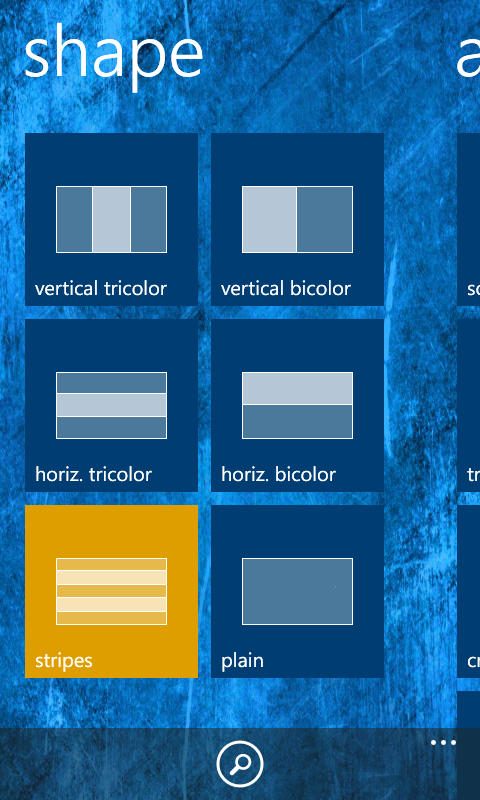 shape
vertical tricolor
vertical bicolor
horiz. tricolor
horiz. bicolor
stripes
plain